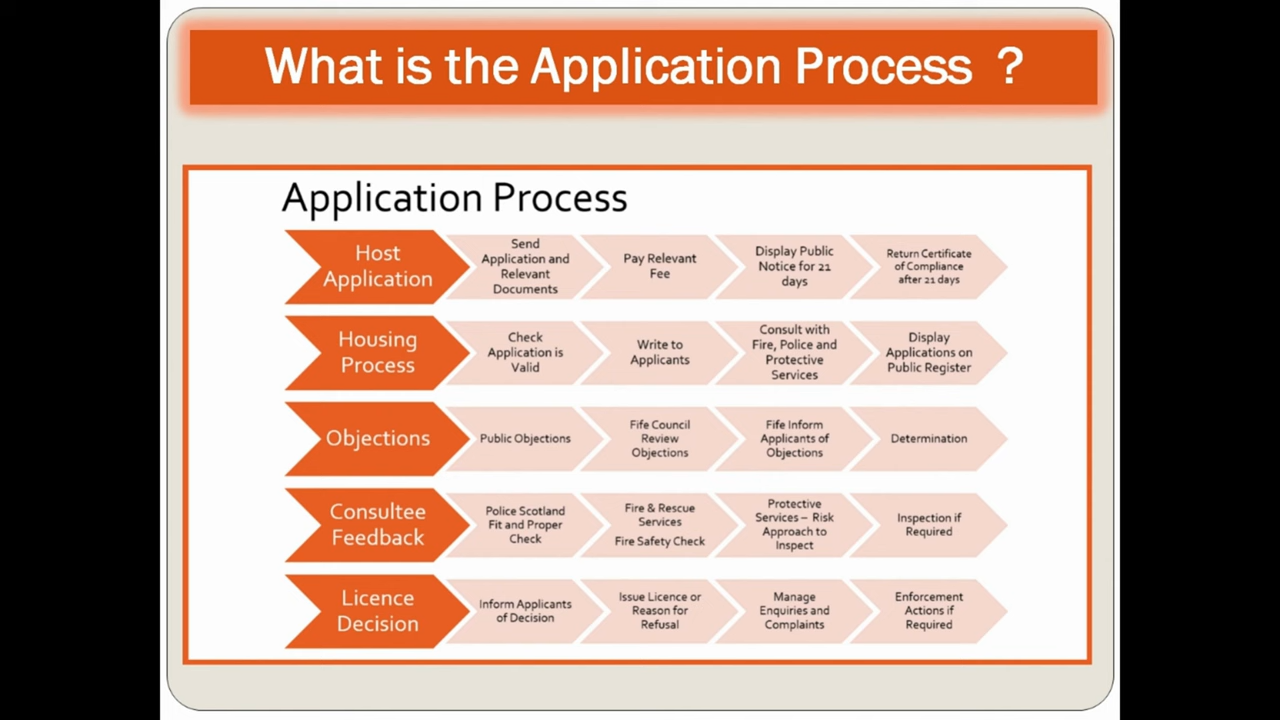 What is the Application Process ?
Application Process
Host
Application
Send
Application and
Relevant
Documents
Pay Relevant
Fee
Display Public
Notice for 21
days
Return Certificate
of Compliance
after 21 days
Housing
Process
Check
Application is
Valid
Write to
Applicants
Consult with
Fire, Police and
Protective
Services
Display
Applications on
Public Register
Objections
Public Objections
Fife Council
Review
Objections
Fife Inform
Applicants of
Objections
Determination
Consultee
Feedback
Police Scotland
Fit and Proper
Check
Fire & Rescue
Services
Fire Safety Check
Protective
Services – Risk
Approach to
Inspect
Inspection if
Required
Licence
Decision
Inform Applicants
of Decision
Issue Licence or
Reason for
Refusal
Manage
Enquiries and
Complaints
Enforcement
Actions if
Required